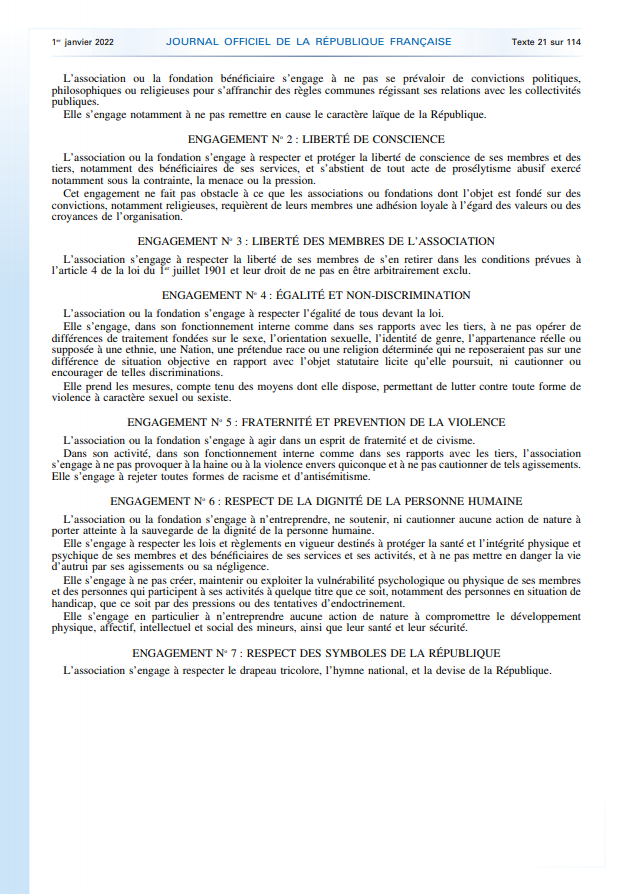 1er janvier 2022 JOURNAL OFFICIEL DE LA RÉPUBLIQUE FRANÇAISE Texte 21 sur 114
L’association ou la fondation bénéficiaire s’engage à ne pas se prévaloir de convictions politiques,
philosophiques ou religieuses pour s’affranchir des règles communes régissant ses relations avec les collectivités
publiques.
Elle s’engage notamment à ne pas remettre en cause le caractère laïque de la République.
ENGAGEMENT No 2 : LIBERTÉ DE CONSCIENCE
L’association ou la fondation s’engage à respecter et protéger la liberté de conscience de ses membres et des
tiers, notamment des bénéficiaires de ses services, et s’abstient de tout acte de prosélytisme abusif exercé
notamment sous la contrainte, la menace ou la pression.
Cet engagement ne fait pas obstacle à ce que les associations ou fondations dont l’objet est fondé sur des
convictions, notamment religieuses, requièrent de leurs membres une adhésion loyale à l’égard des valeurs ou des
croyances de l’organisation.
ENGAGEMENT No 3 : LIBERTÉ DES MEMBRES DE L’ASSOCIATION
L’association s’engage à respecter la liberté de ses membres de s’en retirer dans les conditions prévues à
l’article 4 de la loi du 1er juillet 1901 et leur droit de ne pas en être arbitrairement exclu.
ENGAGEMENT No 4 : ÉGALITÉ ET NON-DISCRIMINATION
L’association ou la fondation s’engage à respecter l’égalité de tous devant la loi.
Elle s’engage, dans son fonctionnement interne comme dans ses rapports avec les tiers, à ne pas opérer de
différences de traitement fondées sur le sexe, l’orientation sexuelle, l’identité de genre, l’appartenance réelle ou
supposée à une ethnie, une Nation, une prétendue race ou une religion déterminée qui ne reposeraient pas sur une
différence de situation objective en rapport avec l’objet statutaire licite qu’elle poursuit, ni cautionner ou
encourager de telles discriminations.
Elle prend les mesures, compte tenu des moyens dont elle dispose, permettant de lutter contre toute forme de
violence à caractère sexuel ou sexiste.
ENGAGEMENT No 5 : FRATERNITÉ ET PREVENTION DE LA VIOLENCE
L’association ou la fondation s’engage à agir dans un esprit de fraternité et de civisme.
Dans son activité, dans son fonctionnement interne comme dans ses rapports avec les tiers, l’association
s’engage à ne pas provoquer à la haine ou à la violence envers quiconque et à ne pas cautionner de tels agissements.
Elle s’engage à rejeter toutes formes de racisme et d’antisémitisme.
ENGAGEMENT No 6 : RESPECT DE LA DIGNITÉ DE LA PERSONNE HUMAINE
L’association ou la fondation s’engage à n’entreprendre, ne soutenir, ni cautionner aucune action de nature à
porter atteinte à la sauvegarde de la dignité de la personne humaine.
Elle s’engage à respecter les lois et règlements en vigueur destinés à protéger la santé et l’intégrité physique et
psychique de ses membres et des bénéficiaires de ses services et ses activités, et à ne pas mettre en danger la vie
d’autrui par ses agissements ou sa négligence.
Elle s’engage à ne pas créer, maintenir ou exploiter la vulnérabilité psychologique ou physique de ses membres
et des personnes qui participent à ses activités à quelque titre que ce soit, notamment des personnes en situation de
handicap, que ce soit par des pressions ou des tentatives d’endoctrinement.
Elle s’engage en particulier à n’entreprendre aucune action de nature à compromettre le développement
physique, affectif, intellectuel et social des mineurs, ainsi que leur santé et leur sécurité.
ENGAGEMENT No 7 : RESPECT DES SYMBOLES DE LA RÉPUBLIQUE
L’association s’engage à respecter le drapeau tricolore, l’hymne national, et la devise de la République.